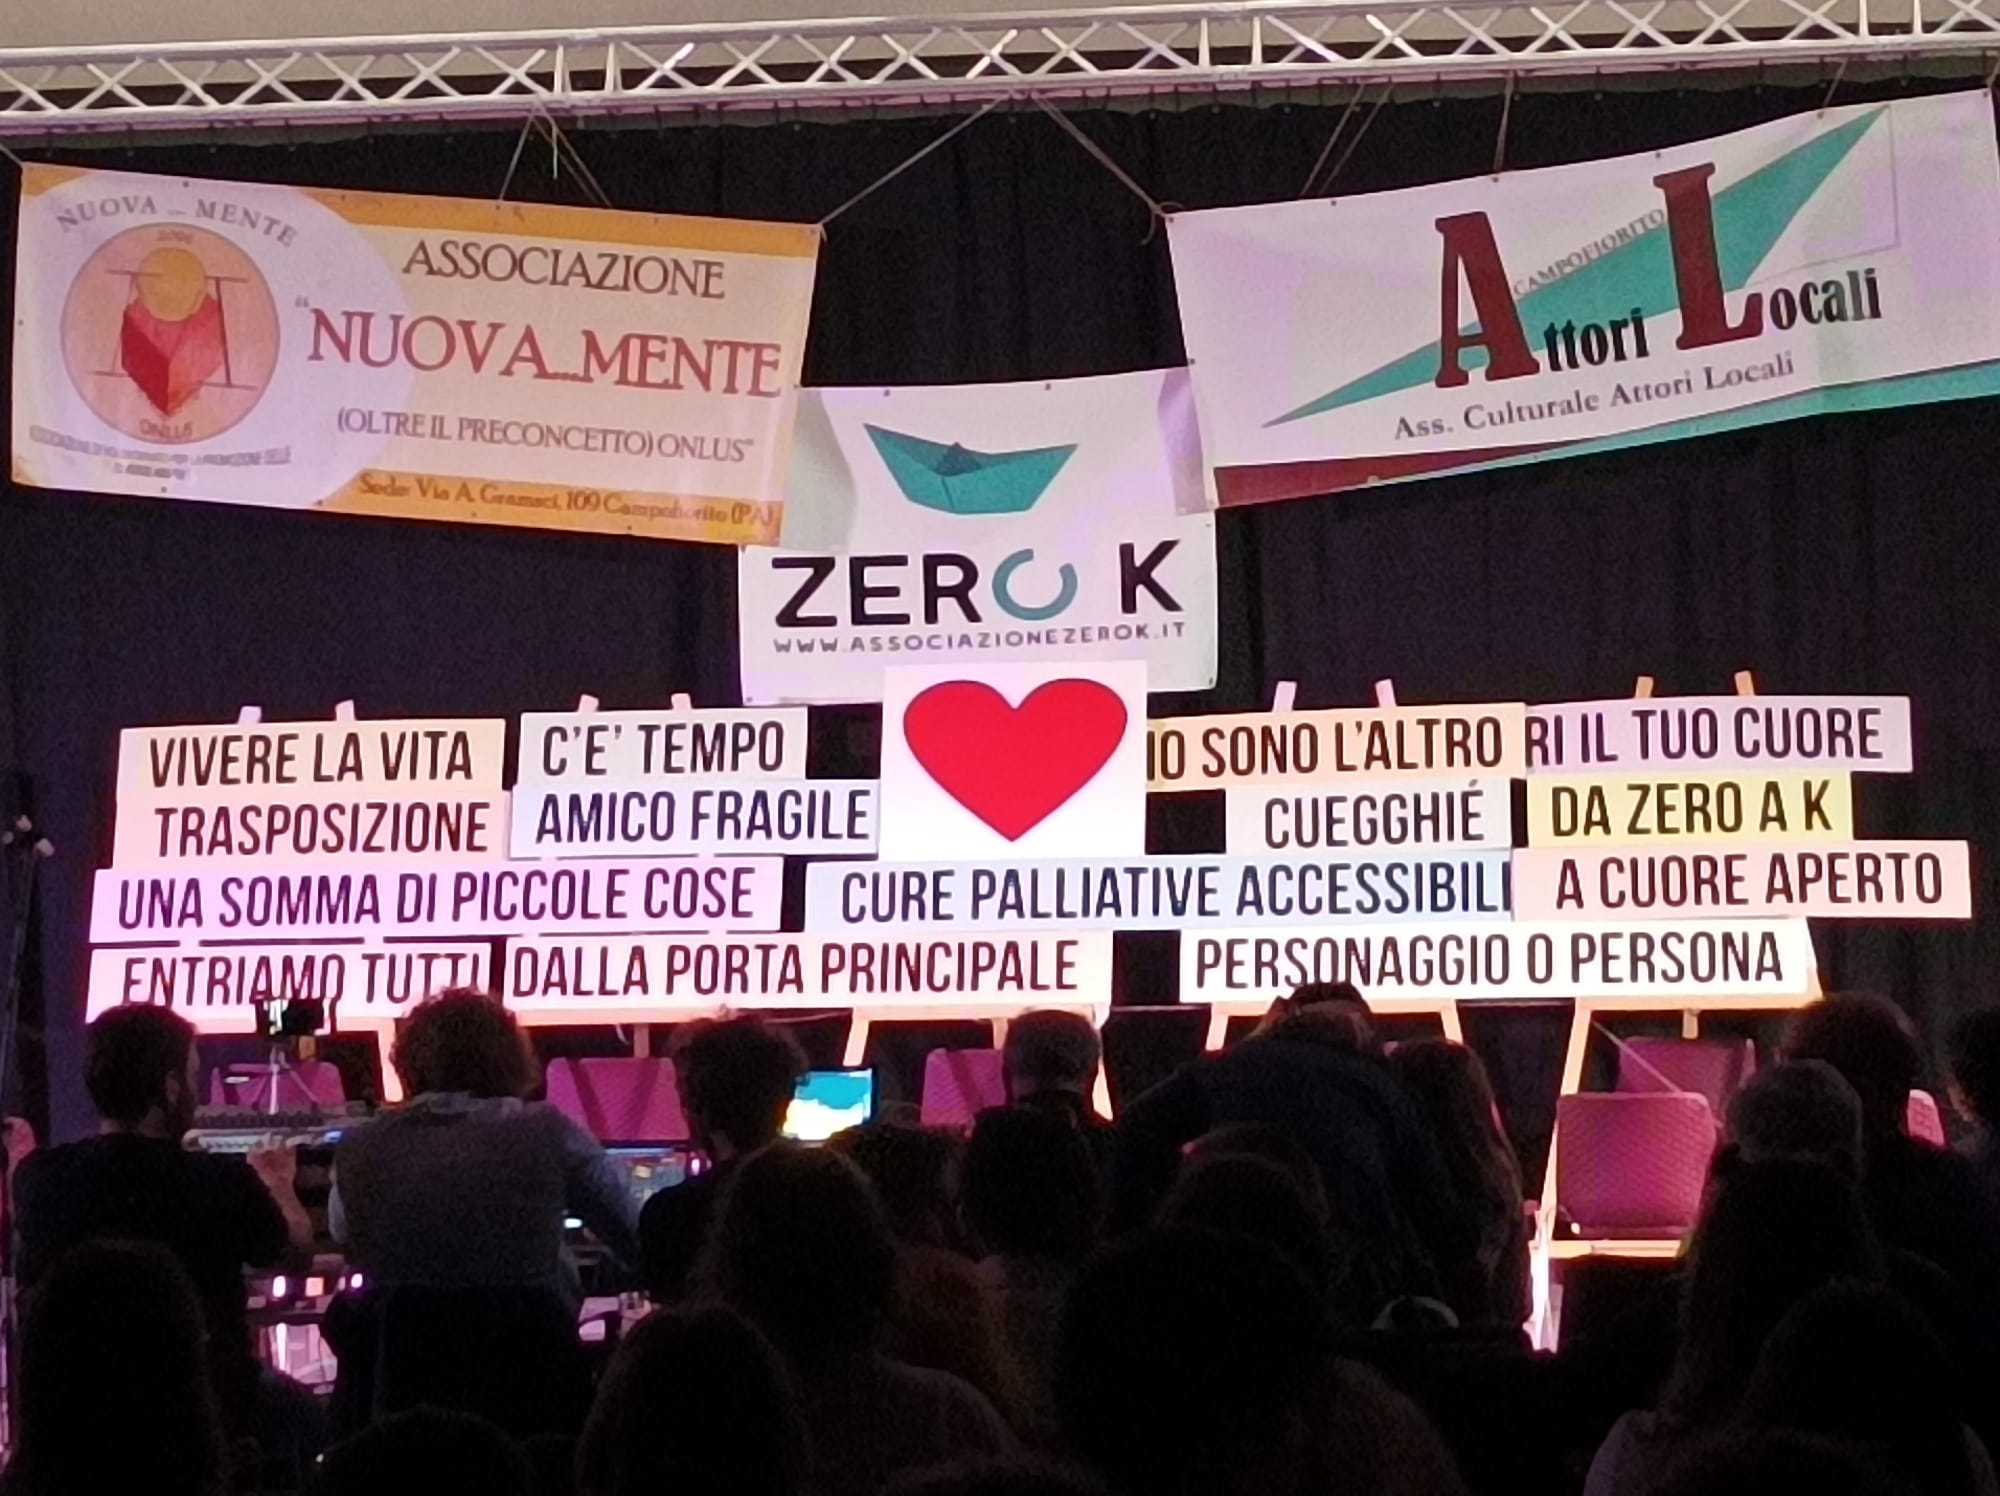 NUOVA ... MENTE
ONLUS
ASSOCIAZIONE
"NUOVA...MENTE
(OLTRE IL PRECONCETTO) ONLUS"
Sede: Via A. Gramsci, 109 Campofiorito (PA)
CAMPOFIORITO
Attori Locali
Ass. Culturale Attori Locali
ZERO K
WWW.ASSOCIAZIONEZEROK.IT
VIVERE LA VITA
C'E' TEMPO
IO SONO L'ALTRO
RI IL TUO CUORE
TRASPOSIZIONE
AMICO FRAGILE
CUEGGHIÉ
DA ZERO A K
UNA SOMMA DI PICCOLE COSE
CURE PALLIATIVE ACCESSIBILI
A CUORE APERTO
ENTRIAMO TUTTI
DALLA PORTA PRINCIPALE
PERSONAGGIO O PERSONA